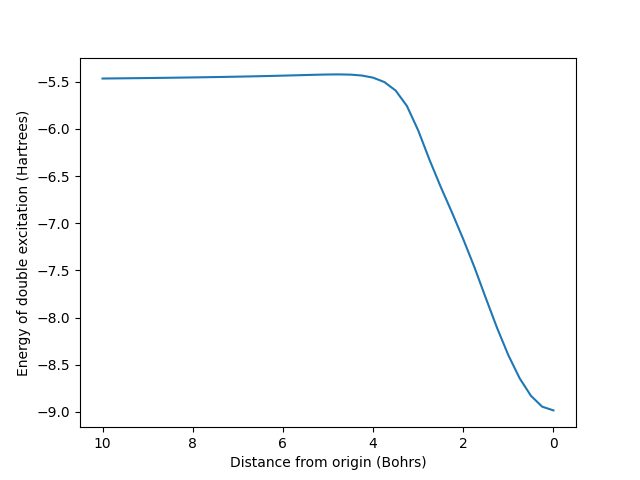 Energy of double excitation (Hartrees)
−5.5
−6.0
−6.5
−7.0
−7.5
−8.0
−8.5
−9.0
10 8 6 4 2 0
Distance from origin (Bohrs)